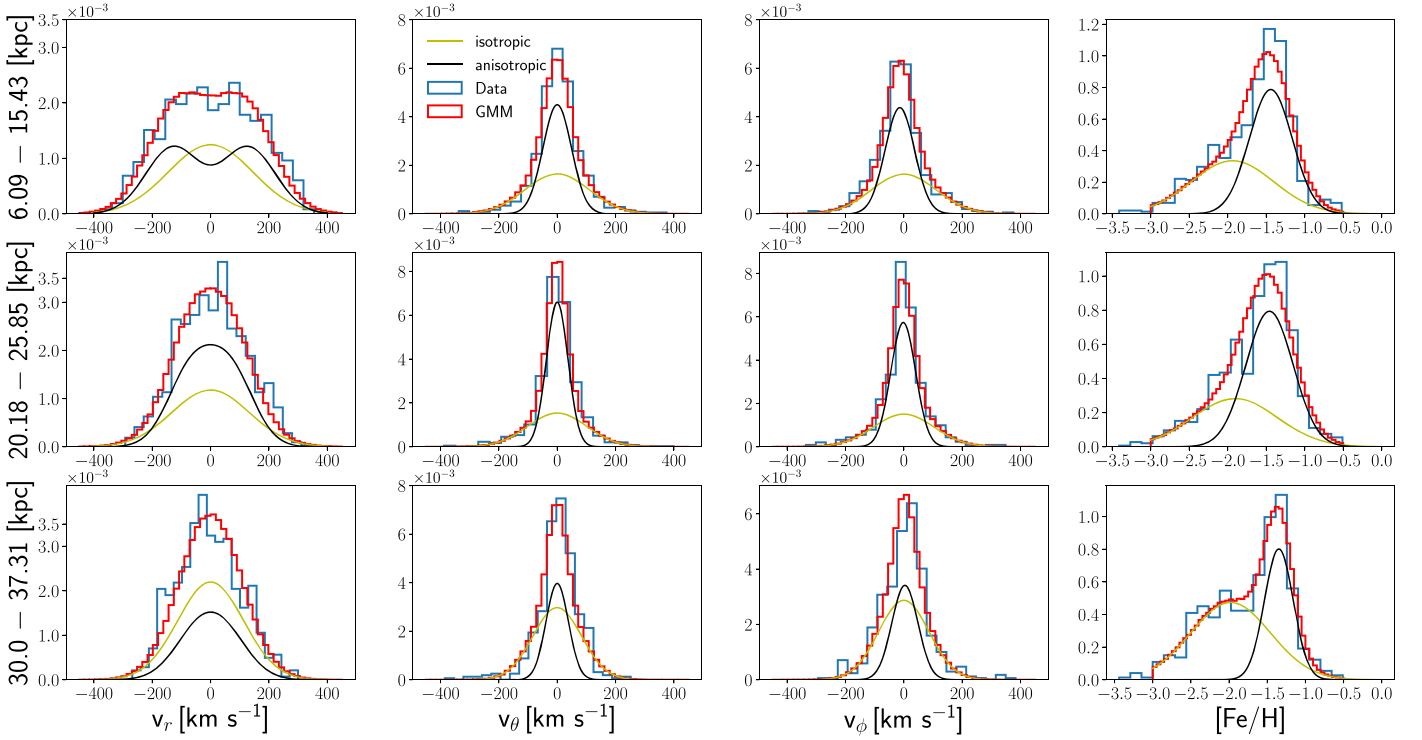 ×10⁻³ ×10⁻³ ×10⁻³
6.09 − 15.43 [kpc]
3.5 3.0 2.0 1.0 0.0
−400 −200 0 200 400
8 6 4 2 0
isotropic
anisotropic
Data
GMM
−400 −200 0 200 400
8 6 4 2 0
−400 −200 0 200 400
1.2 1.0 0.8 0.6 0.4 0.2 0.0
−3.5 −3.0 −2.5 −2.0 −1.5 −1.0 −0.5 0.0
×10⁻³ ×10⁻³ ×10⁻³
20.18 − 25.85 [kpc]
3.5 3.0 2.0 1.0 0.0
−400 −200 0 200 400
8 6 4 2 0
−400 −200 0 200 400
8 6 4 2 0
−400 −200 0 200 400
1.0 0.8 0.6 0.4 0.2 0.0
−3.5 −3.0 −2.5 −2.0 −1.5 −1.0 −0.5 0.0
×10⁻³ ×10⁻³ ×10⁻³
30.0 − 37.31 [kpc]
3.5 3.0 2.0 1.0 0.0
−400 −200 0 200 400
v_r [km s⁻¹]
8 6 4 2 0
−400 −200 0 200 400
v_θ [km s⁻¹]
6 4 2 0
−400 −200 0 200 400
v_ϕ [km s⁻¹]
1.0 0.8 0.6 0.4 0.2 0.0
−3.5 −3.0 −2.5 −2.0 −1.5 −1.0 −0.5 0.0
[Fe/H]